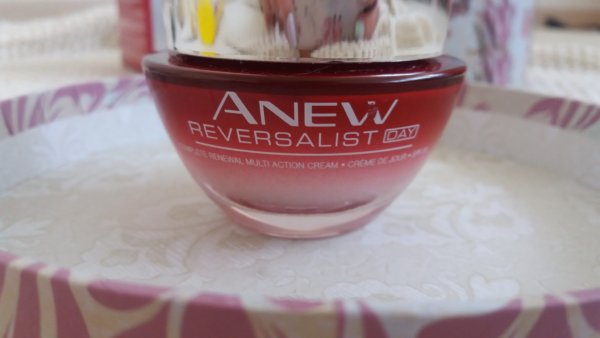 ANEW
REVERSALIST DAY
COMPLETE RENEWAL MULTI ACTION CREAM • CRÈME DE JOUR •